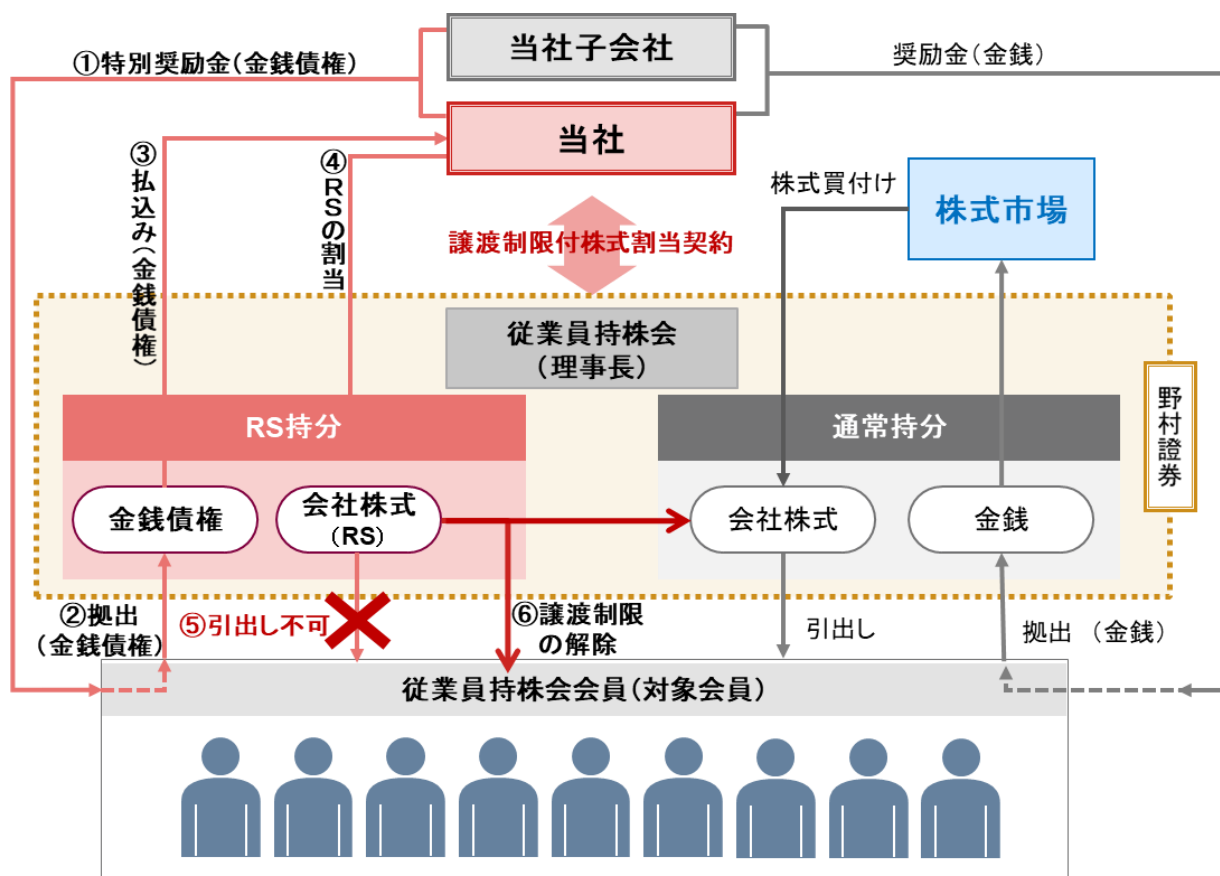 当社子会社
①特別奨励金(金銭債権)
奨励金(金銭)
当社
③払込み(金銭債権)
④RSの割当
株式買付け
株式市場
譲渡制限付株式割当契約
従業員持株会
(理事長)
野村證券
RS持分
通常持分
金銭債権
会社株式
(RS)
会社株式
金銭
②拠出
(金銭債権)
⑤引出し不可
⑥譲渡制限
の解除
引出し
拠出 (金銭)
従業員持株会会員(対象会員)